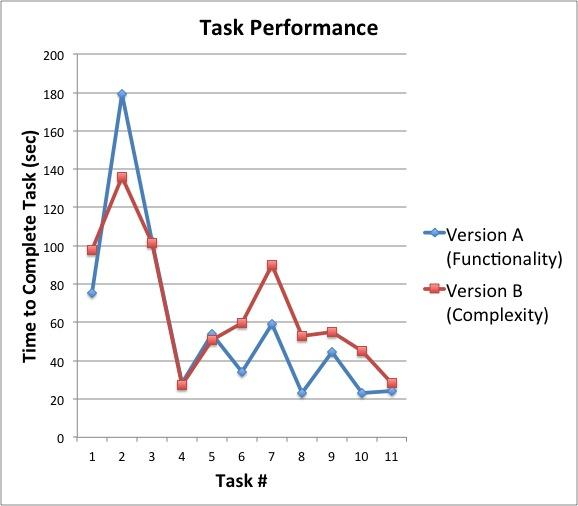 Task Performance
200
180
160
140
120
100
80
60
40
20
0
Time to Complete Task (sec)
1 2 3 4 5 6 7 8 9 10 11
Task #
Version A
(Functionality)
Version B
(Complexity)